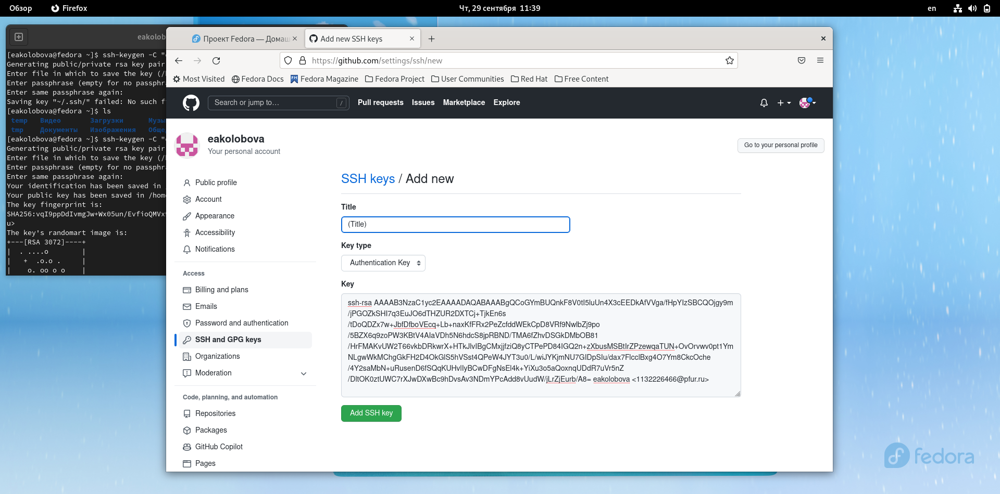 Обзор
Firefox
Чт, 29 сентября 11:39
en
eakolob
[eakolobova@fedora ~]$ ssh-keygen -C "
Generating public/private rsa key pair
Enter file in which to save the key (/
Enter passphrase (empty for no passphr
Enter same passphrase again:
Saving key "~/.ssh/" failed: No such f
[eakolobova@fedora ~]$ ls
temp Видео Загрузки Музы
tmp Документы Изображения Обще
[eakolobova@fedora ~]$ ssh-keygen -C "
Generating public/private rsa key pair
Enter file in which to save the key (/
Enter passphrase (empty for no passphr
Enter same passphrase again:
Your identification has been saved in
Your public key has been saved in /hom
The key fingerprint is:
SHA256:vqI9ppDdIvmgJw+Wx05un/EvfioQMVx
u>
The key's randomart image is:
+---[RSA 3072]----+
| . ....o |
| + .o.o . |
| o. oo o o |
Проект Fedora — Домаш
Add new SSH keys
https://github.com/settings/ssh/new
Most Visited
Fedora Docs
Fedora Magazine
Fedora Project
User Communities
Red Hat
Free Content
Search or jump to… /
Pull requests
Issues
Marketplace
Explore
eakolobova
Your personal account
Go to your personal profile
Public profile
Account
Appearance
Accessibility
Notifications
Access
Billing and plans
Emails
Password and authentication
SSH and GPG keys
Organizations
Moderation
Code, planning, and automation
Repositories
Packages
GitHub Copilot
Pages
SSH keys / Add new
Title
(Title)
Key type
Authentication Key
Key
ssh-rsa AAAAB3NzaC1yc2EAAAADAQABAAABgQCoGYmBUQnkF8V0tI5luUn4X3cEEDkAfVVga/fHpYIzSBCQOjgy9m
/jPGOZkSHI7q3EuJO6dTHZUR2DXTCj+TjkEn6s
/tDoQDZx7w+JbfDfboVEcq+Lb+naxKfFRx2PeZcfddWEkCpD8VRf9NwlbZj9po
/5BZX6q9zoPW3KBtV4AIaVDh5N6hdcS8jpRBND/TMA6fZhvDSGkDMbOB81
/HrFMAKvUW2T66vkbDRkwrX+HTkJlvIBgCMxjjfziQ8yCTPePD84IGQ2n+zXbusMSBtIrZPzewqaTUN+OvOrvwv0pt1Ym
NLgwWkMChgGkFH2D4OkGlS5hVSst4QPeW4JYT3u0/L/wiJYKjmNU7GIDpSIu/dax7FlcclBxg4O7Ym8CkcOche
/4Y2saMbN+uRusenD6fSQqKUHvlIyBCwDFgNsEl4k+YiXu3o5aQoxnqUDdR7uVr5nZ
/DltOK0ztUWC7rXJwDXwBc9hDvsAv3NDmYPcAdd8vUudW/jLrZjEurb/A8= eakolobova <1132226466@pfur.ru>
Add SSH key
fedora